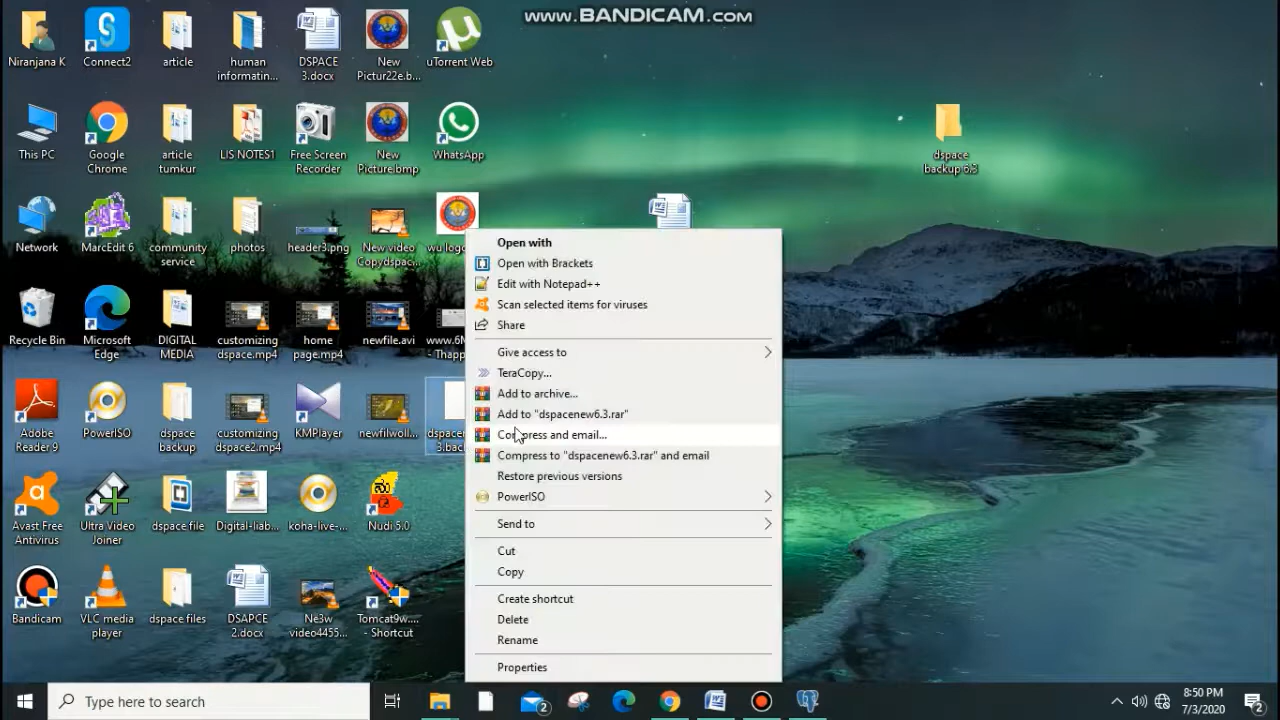 www.BANDICAM.com
Niranjana K
Connect2
article
human
informatin...
DSPACE
3.docx
New
Pictur22e.b...
uTorrent Web
This PC
Google
Chrome
article
tumkur
LIS NOTES1
Free Screen
Recorder
New
Picture.bmp
WhatsApp
dspace
backup 6.3
Network
MarcEdit 6
community
service
photos
header3.png
New video
Copydspac...
wu logo
Recycle Bin
Microsoft
Edge
DIGITAL
MEDIA
customizing
dspace.mp4
home
page.mp4
newfile.avi
www.6M
- Thapp
Adobe
Reader 9
PowerISO
dspace
backup
customizing
dspace2.mp4
KMPlayer
newfilwoll...
dspacen
3.back
Avast Free
Antivirus
Ultra Video
Joiner
dspace.file
Digital-liab...
koha-live-...
Nudi 5.0
Bandicam
VLC media
player
dspace files
DSAPCE
2.docx
Ne3w
video4455...
Tomcat9w....
- Shortcut
Open with
Open with Brackets
Edit with Notepad++
Scan selected items for viruses
Share
Give access to
TeraCopy...
Add to archive...
Add to "dspacenew6.3.rar"
Compress and email...
Compress to "dspacenew6.3.rar" and email
Restore previous versions
PowerISO
Send to
Cut
Copy
Create shortcut
Delete
Rename
Properties
Type here to search
2
8:50 PM
7/3/2020
2